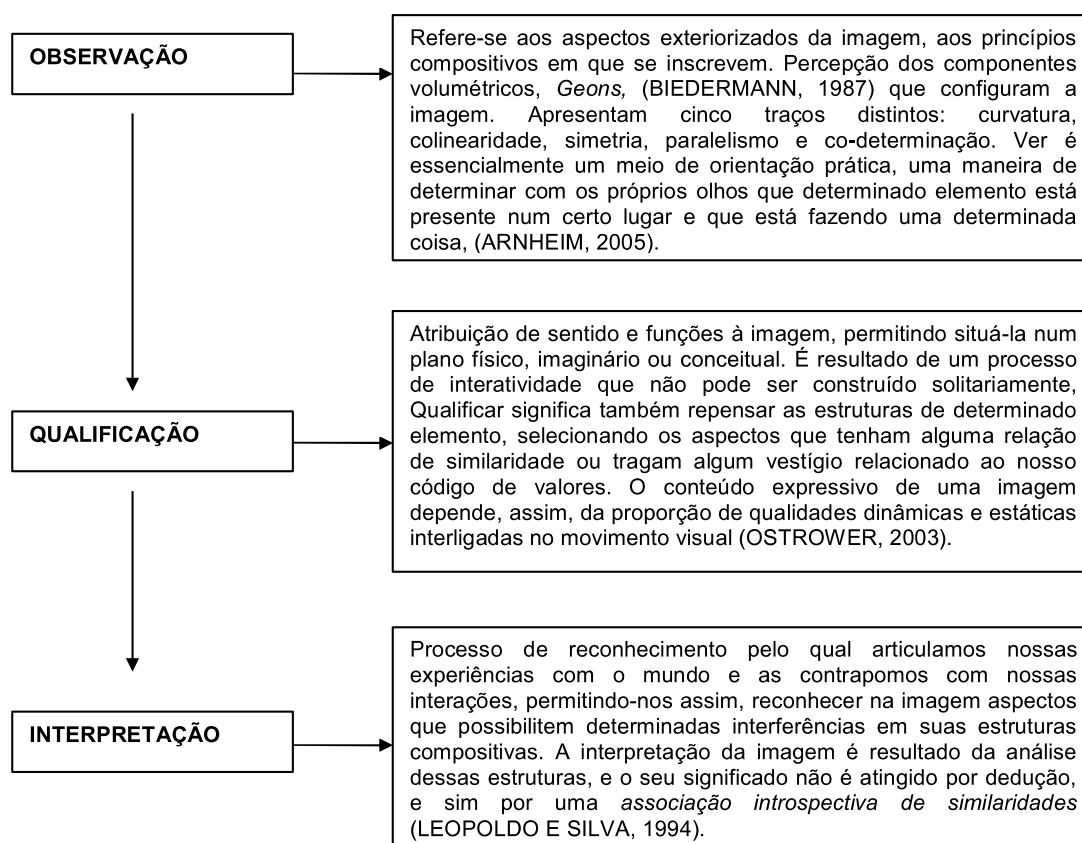 OBSERVAÇÃO
Refere-se aos aspectos exteriorizados da imagem, aos princípios
compositivos em que se inscrevem. Percepção dos componentes
volumétricos, Geons, (BIEDERMANN, 1987) que configuram a
imagem. Apresentam cinco traços distintos: curvatura,
colinearidade, simetria, paralelismo e co-determinação. Ver é
essencialmente um meio de orientação prática, uma maneira de
determinar com os próprios olhos que determinado elemento está
presente num certo lugar e que está fazendo uma determinada
coisa, (ARNHEIM, 2005).
QUALIFICAÇÃO
Atribuição de sentido e funções à imagem, permitindo situá-la num
plano físico, imaginário ou conceitual. É resultado de um processo
de interatividade que não pode ser construído solitariamente,
Qualificar significa também repensar as estruturas de determinado
elemento, selecionando os aspectos que tenham alguma relação
de similaridade ou tragam algum vestígio relacionado ao nosso
código de valores. O conteúdo expressivo de uma imagem
depende, assim, da proporção de qualidades dinâmicas e estáticas
interligadas no movimento visual (OSTROWER, 2003).
INTERPRETAÇÃO
Processo de reconhecimento pelo qual articulamos nossas
experiências com o mundo e as contrapomos com nossas
interações, permitindo-nos assim, reconhecer na imagem aspectos
que possibilitem determinadas interferências em suas estruturas
compositivas. A interpretação da imagem é resultado da análise
dessas estruturas, e o seu significado não é atingido por dedução,
e sim por uma associação introspectiva de similaridades
(LEOPOLDO E SILVA, 1994).